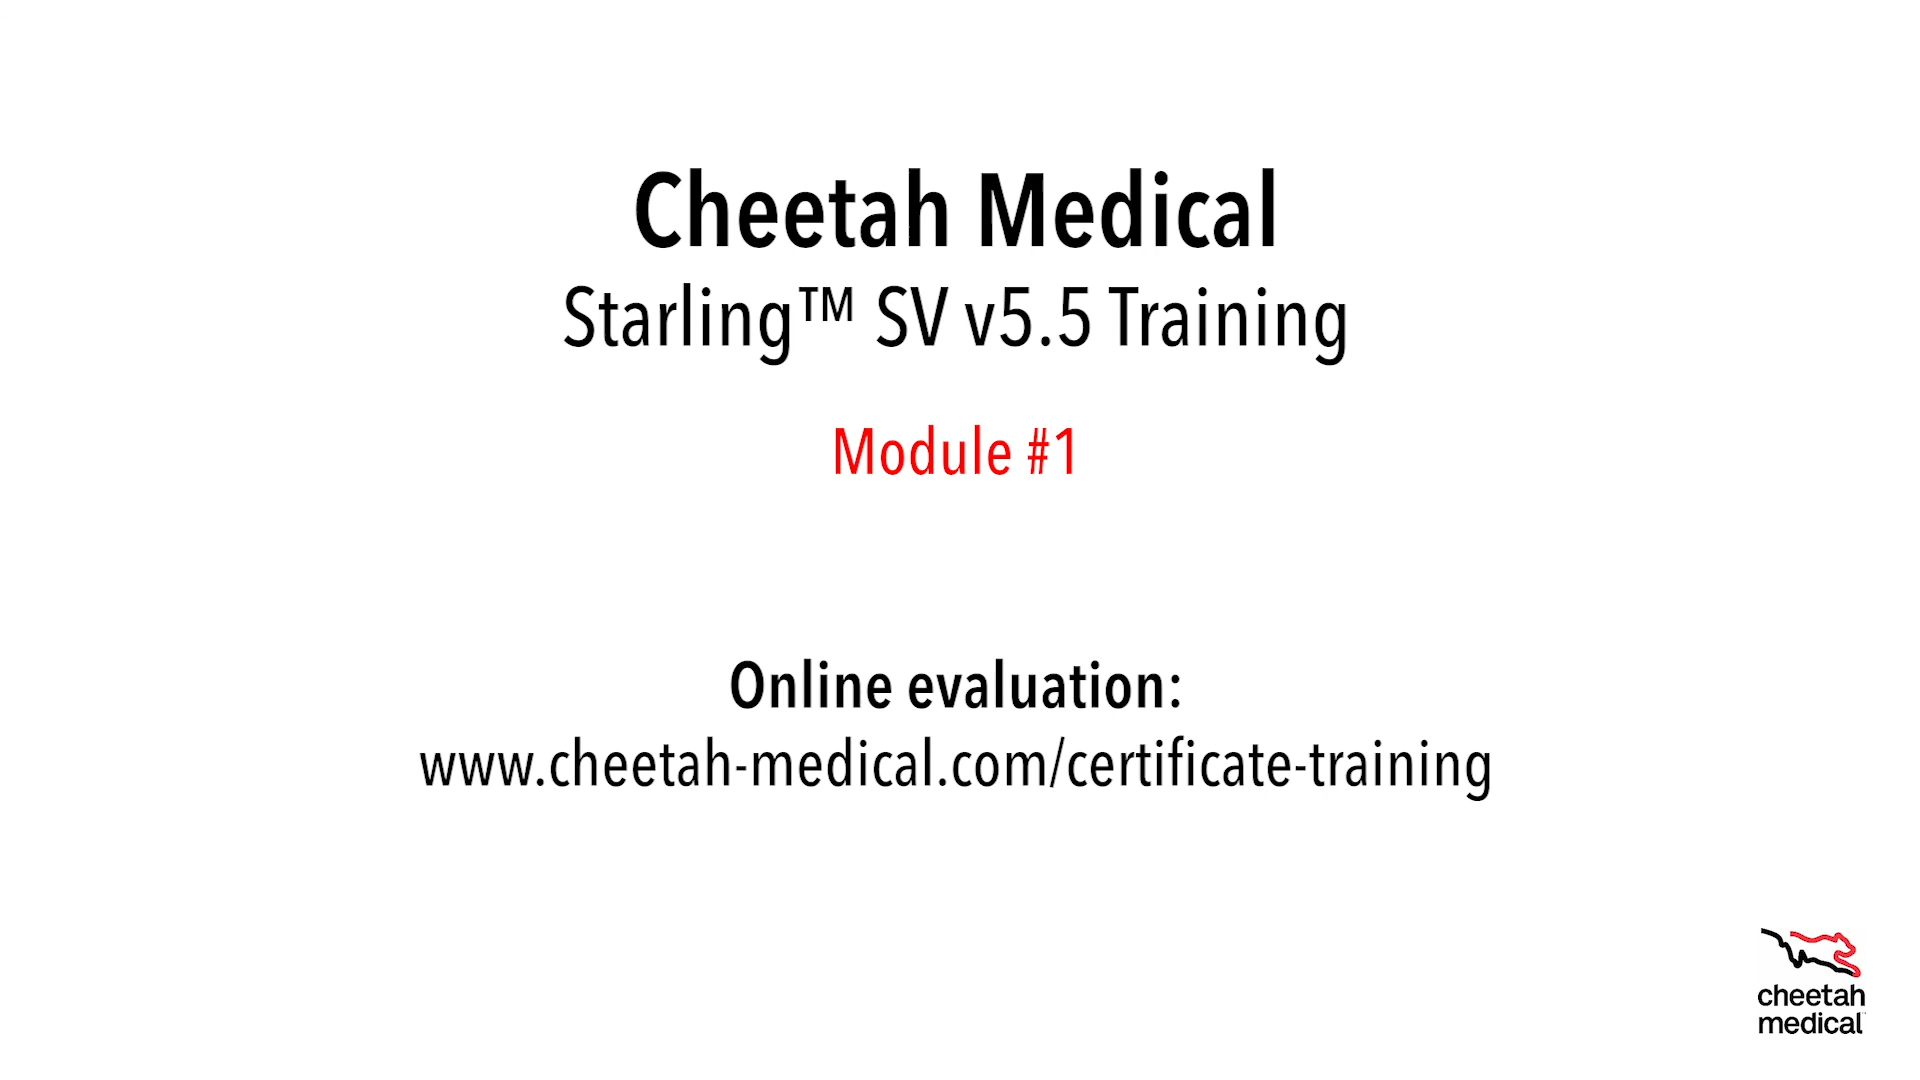 Cheetah Medical
Starling™ SV v5.5 Training
Module #1
Online evaluation:
www.cheetah-medical.com/certificate-training
cheetah
medical